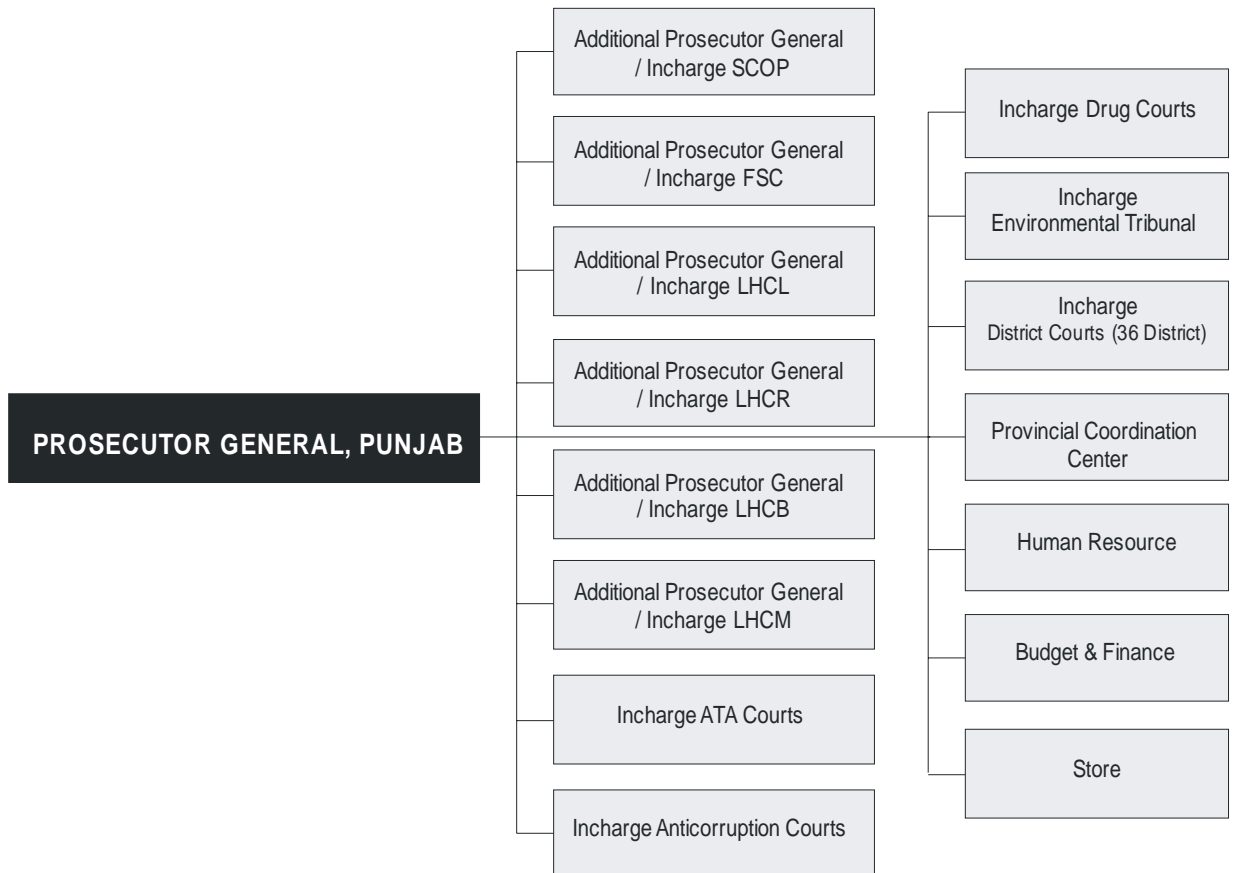 PROSECUTOR GENERAL, PUNJAB
Additional Prosecutor General
/ Incharge SCOP
Additional Prosecutor General
/ Incharge FSC
Additional Prosecutor General
/ Incharge LHCL
Additional Prosecutor General
/ Incharge LHCR
Additional Prosecutor General
/ Incharge LHCB
Additional Prosecutor General
/ Incharge LHCM
Incharge ATA Courts
Incharge Anticorruption Courts
Incharge Drug Courts
Incharge
Environmental Tribunal
Incharge
District Courts (36 District)
Provincial Coordination
Center
Human Resource
Budget & Finance
Store